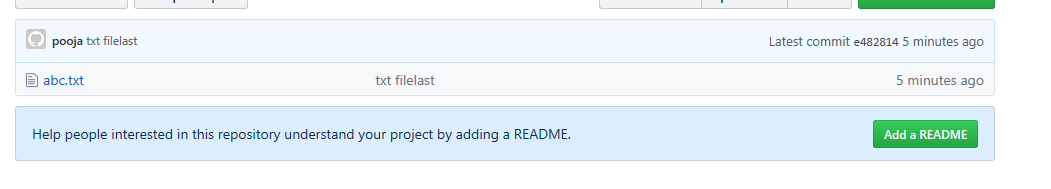 pooja txt filelast
Latest commit e482814 5 minutes ago
abc.txt txt filelast 5 minutes ago
Help people interested in this repository understand your project by adding a README.
Add a README